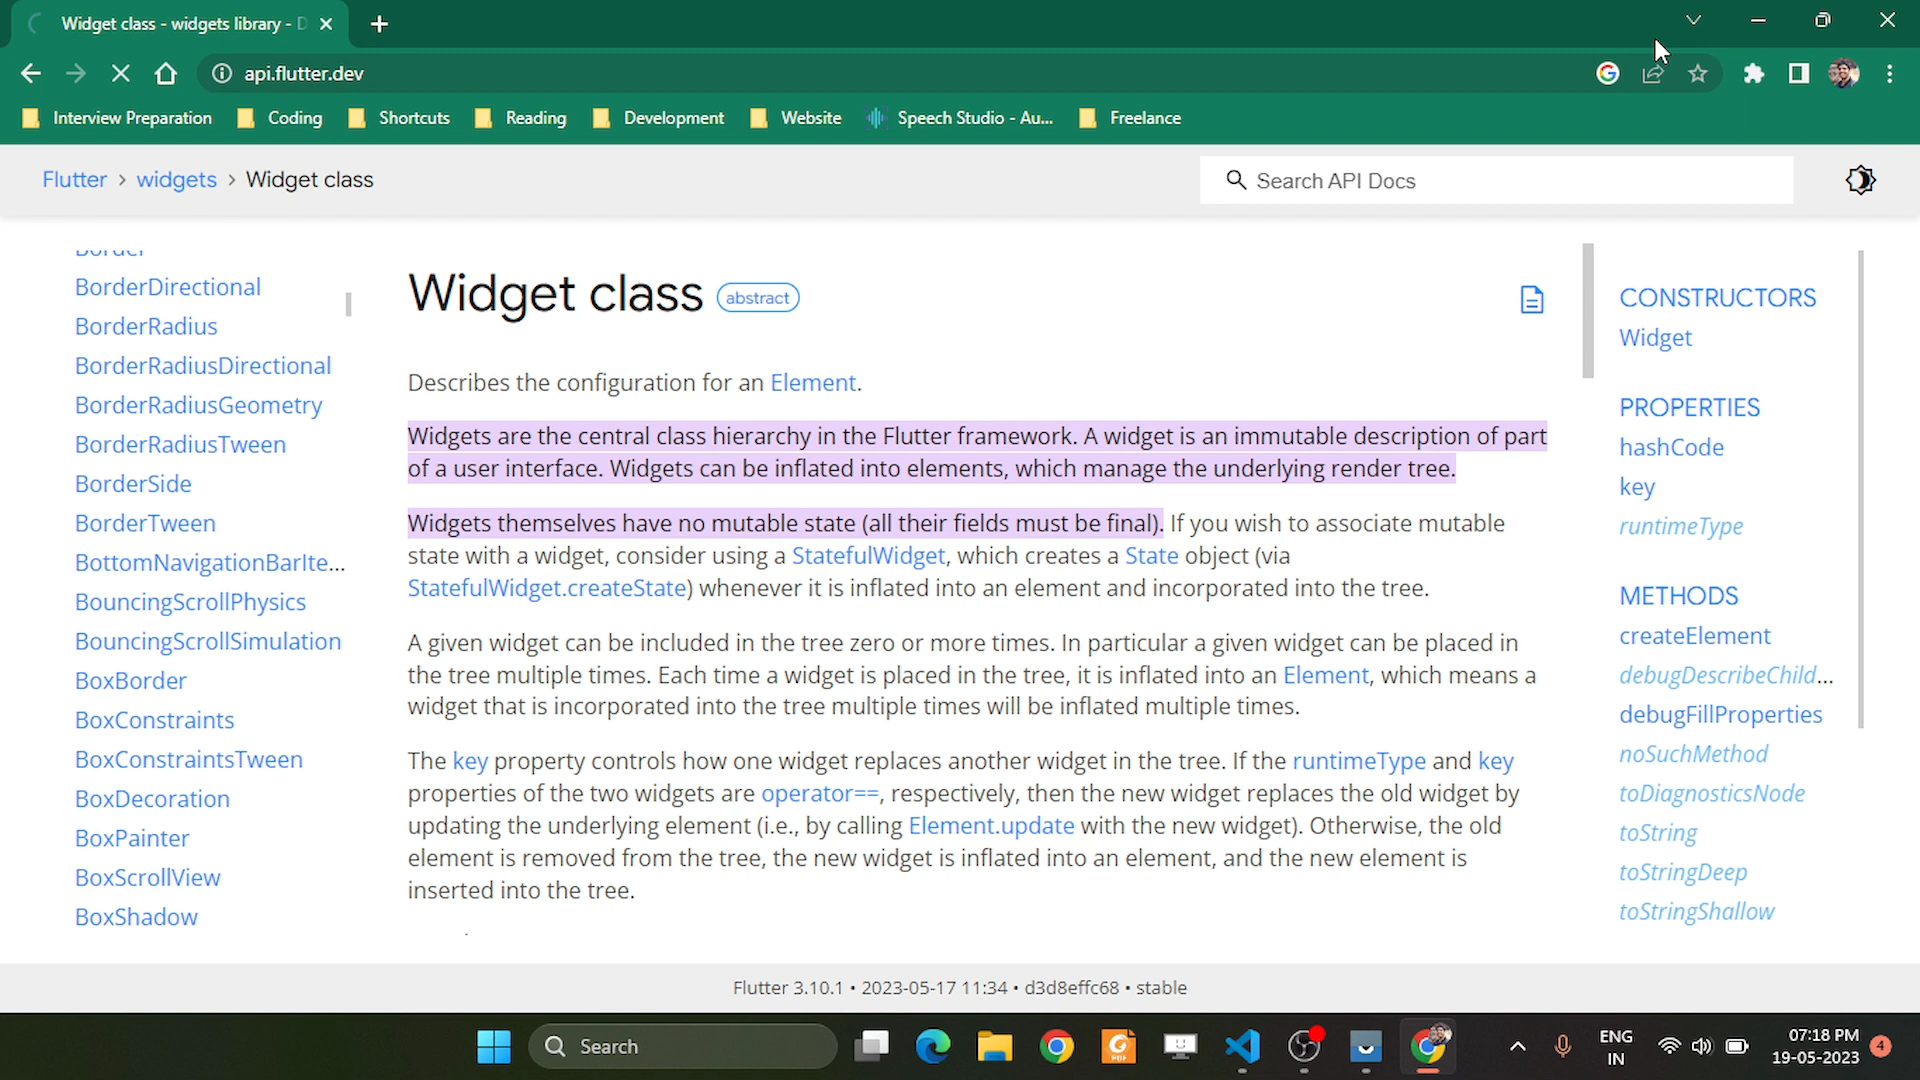 Widget class - widgets library - D
api.flutter.dev
Interview Preparation
Coding
Shortcuts
Reading
Development
Website
Speech Studio - Au...
Freelance
Flutter > widgets > Widget class
Search API Docs
Border
BorderDirectional
BorderRadius
BorderRadiusDirectional
BorderRadiusGeometry
BorderRadiusTween
BorderSide
BorderTween
BottomNavigationBarIte...
BouncingScrollPhysics
BouncingScrollSimulation
BoxBorder
BoxConstraints
BoxConstraintsTween
BoxDecoration
BoxPainter
BoxScrollView
BoxShadow
Widget class abstract
Describes the configuration for an Element.
Widgets are the central class hierarchy in the Flutter framework. A widget is an immutable description of part
of a user interface. Widgets can be inflated into elements, which manage the underlying render tree.
Widgets themselves have no mutable state (all their fields must be final). If you wish to associate mutable
state with a widget, consider using a StatefulWidget, which creates a State object (via
StatefulWidget.createState) whenever it is inflated into an element and incorporated into the tree.
A given widget can be included in the tree zero or more times. In particular a given widget can be placed in
the tree multiple times. Each time a widget is placed in the tree, it is inflated into an Element, which means a
widget that is incorporated into the tree multiple times will be inflated multiple times.
The key property controls how one widget replaces another widget in the tree. If the runtimeType and key
properties of the two widgets are operator==, respectively, then the new widget replaces the old widget by
updating the underlying element (i.e., by calling Element.update with the new widget). Otherwise, the old
element is removed from the tree, the new widget is inflated into an element, and the new element is
inserted into the tree.
CONSTRUCTORS
Widget
PROPERTIES
hashCode
key
runtimeType
METHODS
createElement
debugDescribeChild...
debugFillProperties
noSuchMethod
toDiagnosticsNode
toString
toStringDeep
toStringShallow
Flutter 3.10.1 • 2023-05-17 11:34 • d3d8effc68 • stable
Search
ENG
IN
07:18 PM
19-05-2023
4